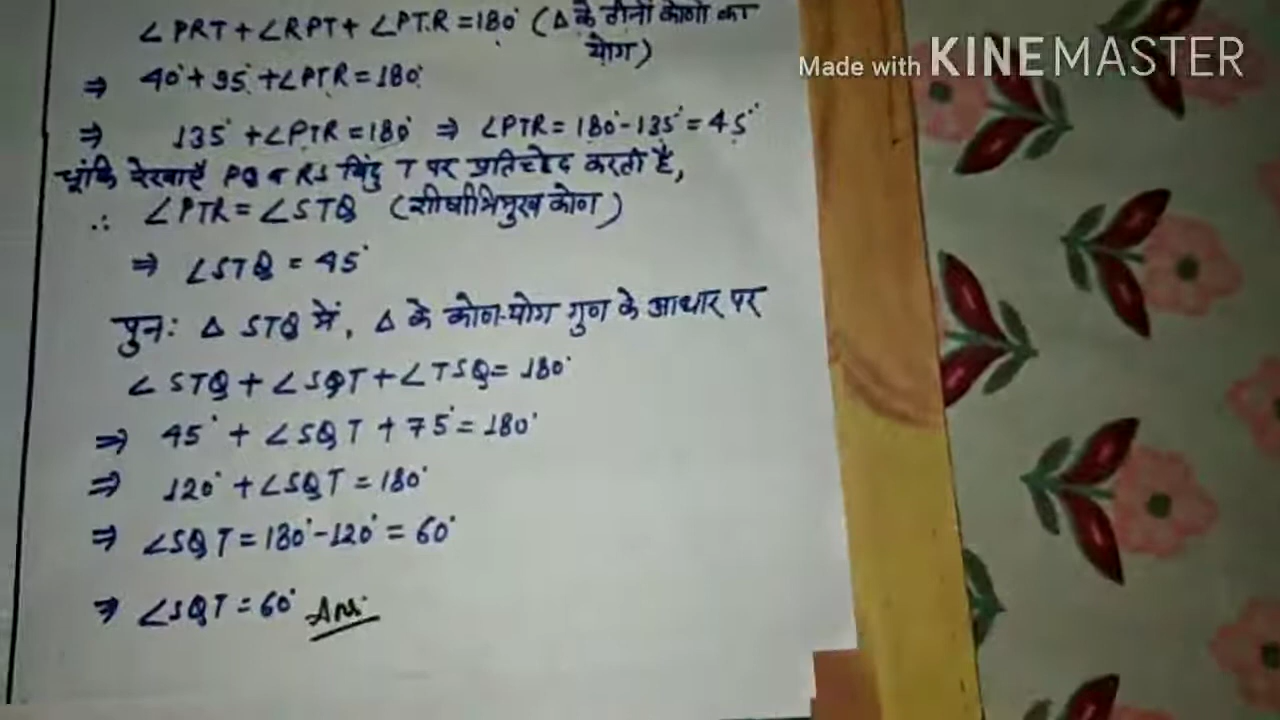 ∠PRT + ∠RPT + ∠PTR = 180° (Δ के तीनों कोणों का
योग)
Made with KINEMASTER
⇒ 40° + 95° + ∠PTR = 180°
⇒ 135° + ∠PTR = 180° ⇒ ∠PTR = 180° - 135° = 45°
चूंकि रेखाएँ PQ व RS बिंदु T पर प्रतिच्छेद करती है,
∴ ∠PTR = ∠STQ (शीर्षाभिमुख कोण)
⇒ ∠STQ = 45°
पुनः Δ STQ में, Δ के कोण-योग गुण के आधार पर
∠STQ + ∠SQT + ∠TSQ = 180°
⇒ 45° + ∠SQT + 75° = 180°
⇒ 120° + ∠SQT = 180°
⇒ ∠SQT = 180° - 120° = 60°
⇒ ∠SQT = 60° Ans.